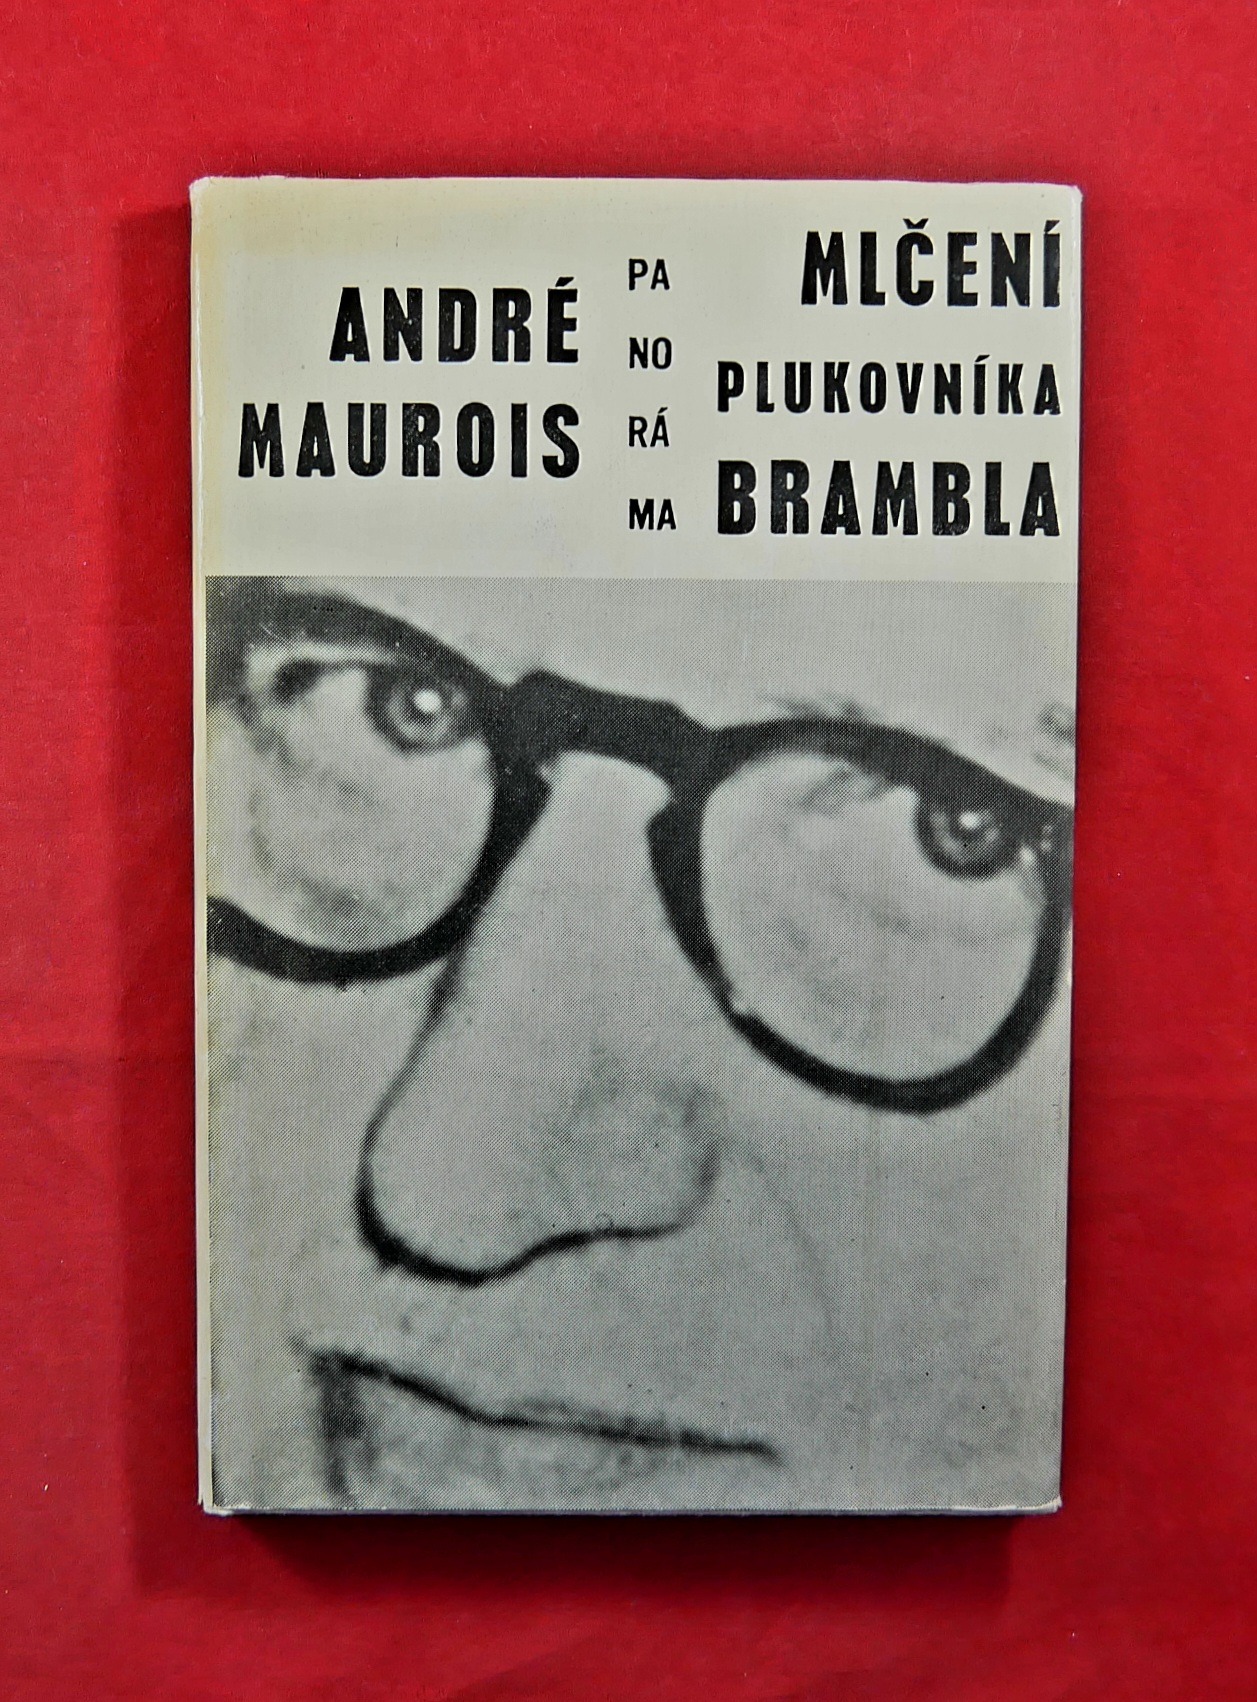 ANDRÉ
MAUROIS
PA
NO
RÁ
MA
MLČENÍ
PLUKOVNÍKA
BRAMBLA